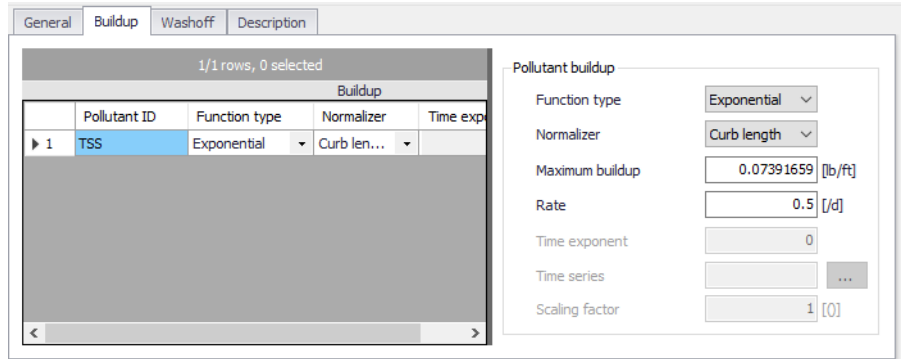 General Buildup Washoff Description
1/1 rows, 0 selected
Buildup
Pollutant ID Function type Normalizer Time expo
1 TSS Exponential Curb len...
Pollutant buildup
Function type Exponential
Normalizer Curb length
Maximum buildup 0.07391659 [lb/ft]
Rate 0.5 [/d]
Time exponent 0
Time series ...
Scaling factor 1 [()]